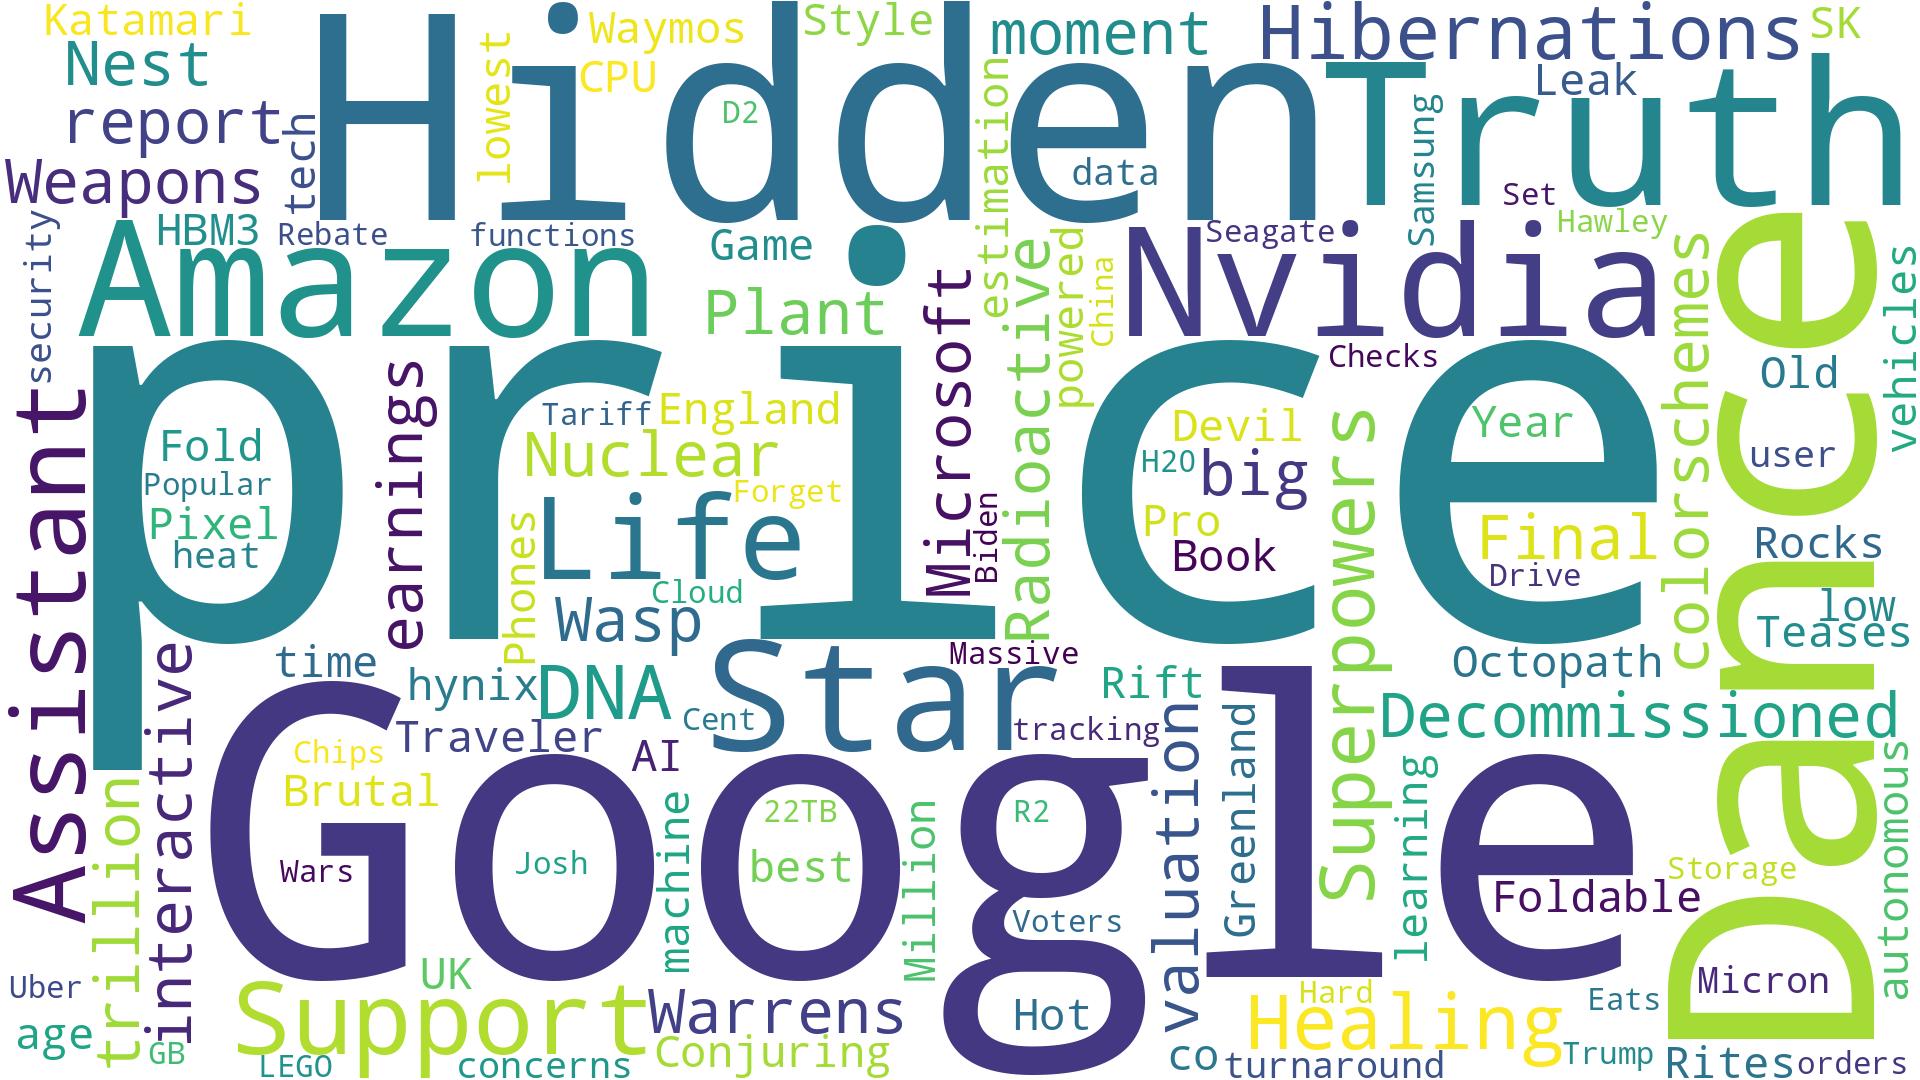 Katamari
Nest
report
Weapons
tech
Hidden
lowest
Waymos
CPU
Style
D2
moment
estimation
data
Hibernations
SK
Leak
Truth
Samsung
Set
Hawley
security
HBM3
Rebate
functions
Game
Amazon
Plant
Microsoft
Radioactive
powered
China
Nvidia
Seagate
Checks
colorschemes
Dance
Old
vehicles
user
Assistant
price
Fold
Popular
Pixel
heat
earnings
Tariff
England
Nuclear
Forget
Life
Phones
Cloud
Wasp
Biden
Devil
H2O
big
Pro
Book
Superpowers
Year
Final
Drive
Rocks
low
Teases
time
hynix
DNA
Star
Massive
Cent
tracking
Rift
Octopath
Decommissioned
interactive
trillion
Traveler
AI
Chips
Brutal
Google
Wars
Josh
machine
22TB
best
Million
R2
Voters
valuation
Greenland
learning
Storage
Foldable
autonomous
Micron
Uber
age
GB
UK
Support
LEGO
concerns
Warrens
Conjuring
Hot
co
turnaround
Hard
Healing
Eats
Trump
Rites
orders